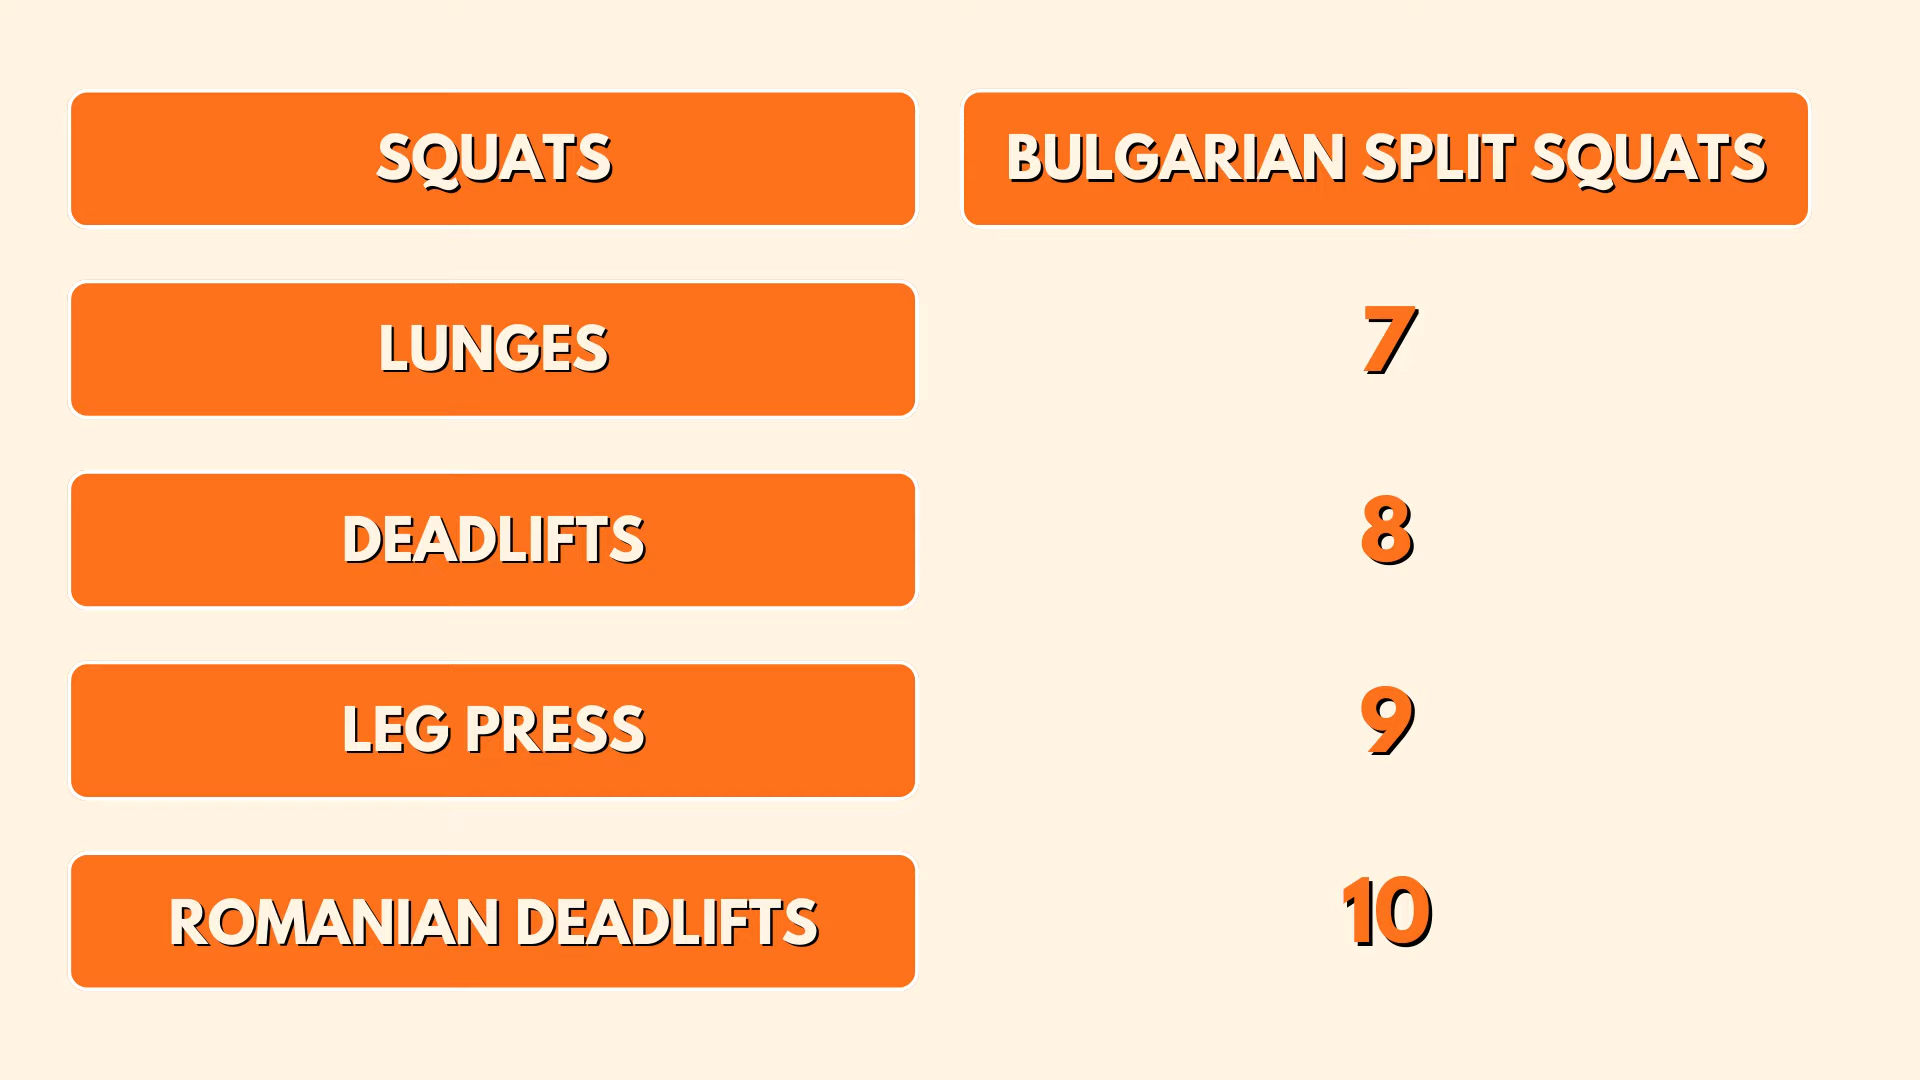 SQUATS
LUNGES
DEADLIFTS
LEG PRESS
ROMANIAN DEADLIFTS
BULGARIAN SPLIT SQUATS
7
8
9
10